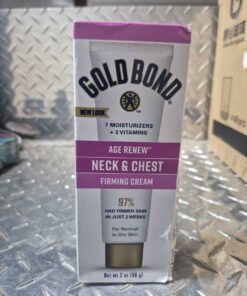 GOLD BOND
NEW LOOK
7 MOISTURIZERS
+ 3 VITAMINS
AGE RENEW™
NECK & CHEST
FIRMING CREAM
97%
HAD FIRMER SKIN
IN JUST 2 WEEKS
For Normal
to Dry Skin
Net wt 2 oz (56 g)